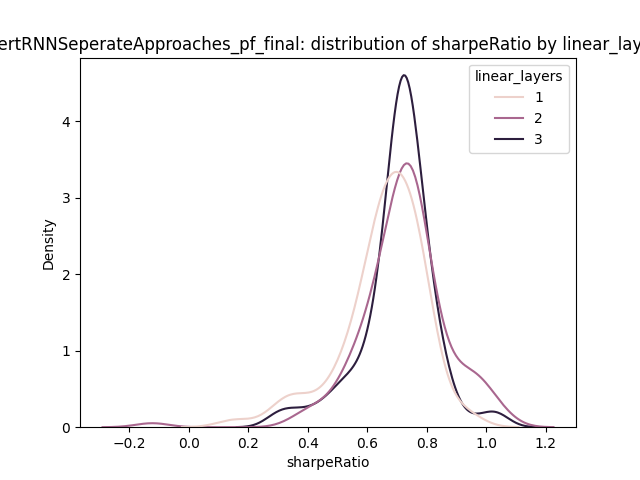 ertRNNSeperateApproaches_pf_final: distribution of sharpeRatio by linear_lay
linear_layers
1
2
3
Density
4
3
2
1
0
−0.2 0.0 0.2 0.4 0.6 0.8 1.0 1.2
sharpeRatio